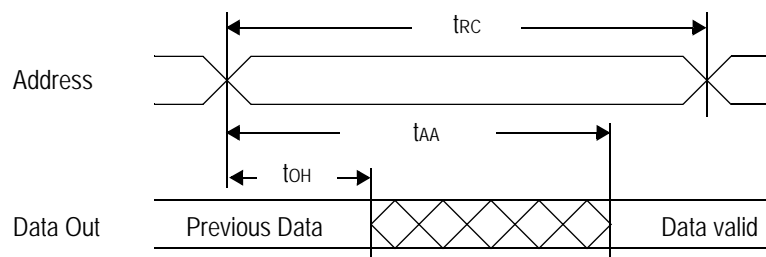 tRC
Address
tAA
tOH
Data Out Previous Data Data valid